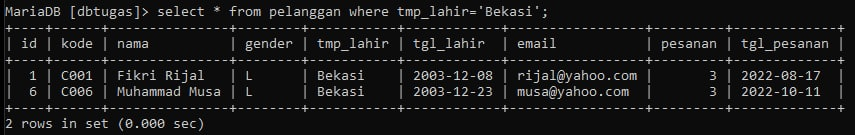 MariaDB [dbtugas]> select * from pelanggan where tmp_lahir='Bekasi';
+----+------+---------------+--------+-----------+------------+-----------------+---------+-------------+
| id | kode | nama          | gender | tmp_lahir | tgl_lahir  | email           | pesanan | tgl_pesanan |
+----+------+---------------+--------+-----------+------------+-----------------+---------+-------------+
|  1 | C001 | Fikri Rijal   | L      | Bekasi    | 2003-12-08 | rijal@yahoo.com |       3 | 2022-08-17  |
|  6 | C006 | Muhammad Musa | L      | Bekasi    | 2003-12-23 | musa@yahoo.com  |       3 | 2022-10-11  |
+----+------+---------------+--------+-----------+------------+-----------------+---------+-------------+
2 rows in set (0.000 sec)